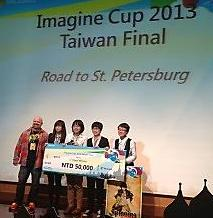 Imagine Cup 2013
Taiwan Final
Road to St. Petersburg
NTD 50,000